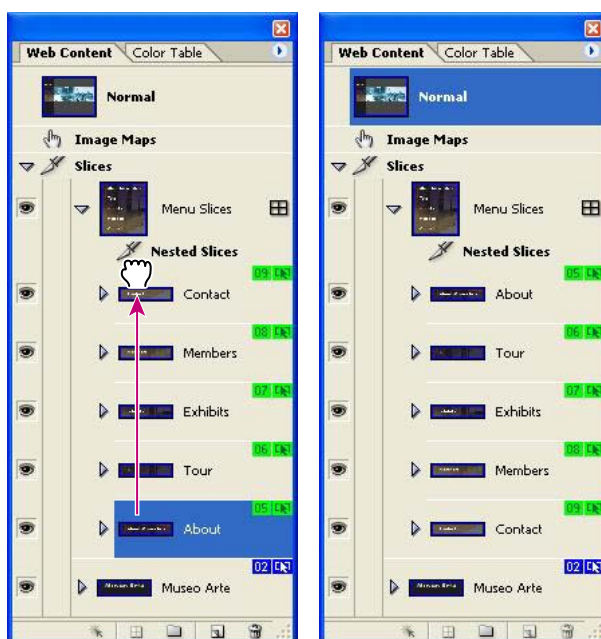 Web Content Color Table
Normal
Image Maps
Slices
Menu Slices
Nested Slices
09
Contact
08
Members
07
Exhibits
06
Tour
05
About
02
Museo Arte
Web Content Color Table
Normal
Image Maps
Slices
Menu Slices
Nested Slices
05
About
06
Tour
07
Exhibits
08
Members
09
Contact
02
Museo Arte